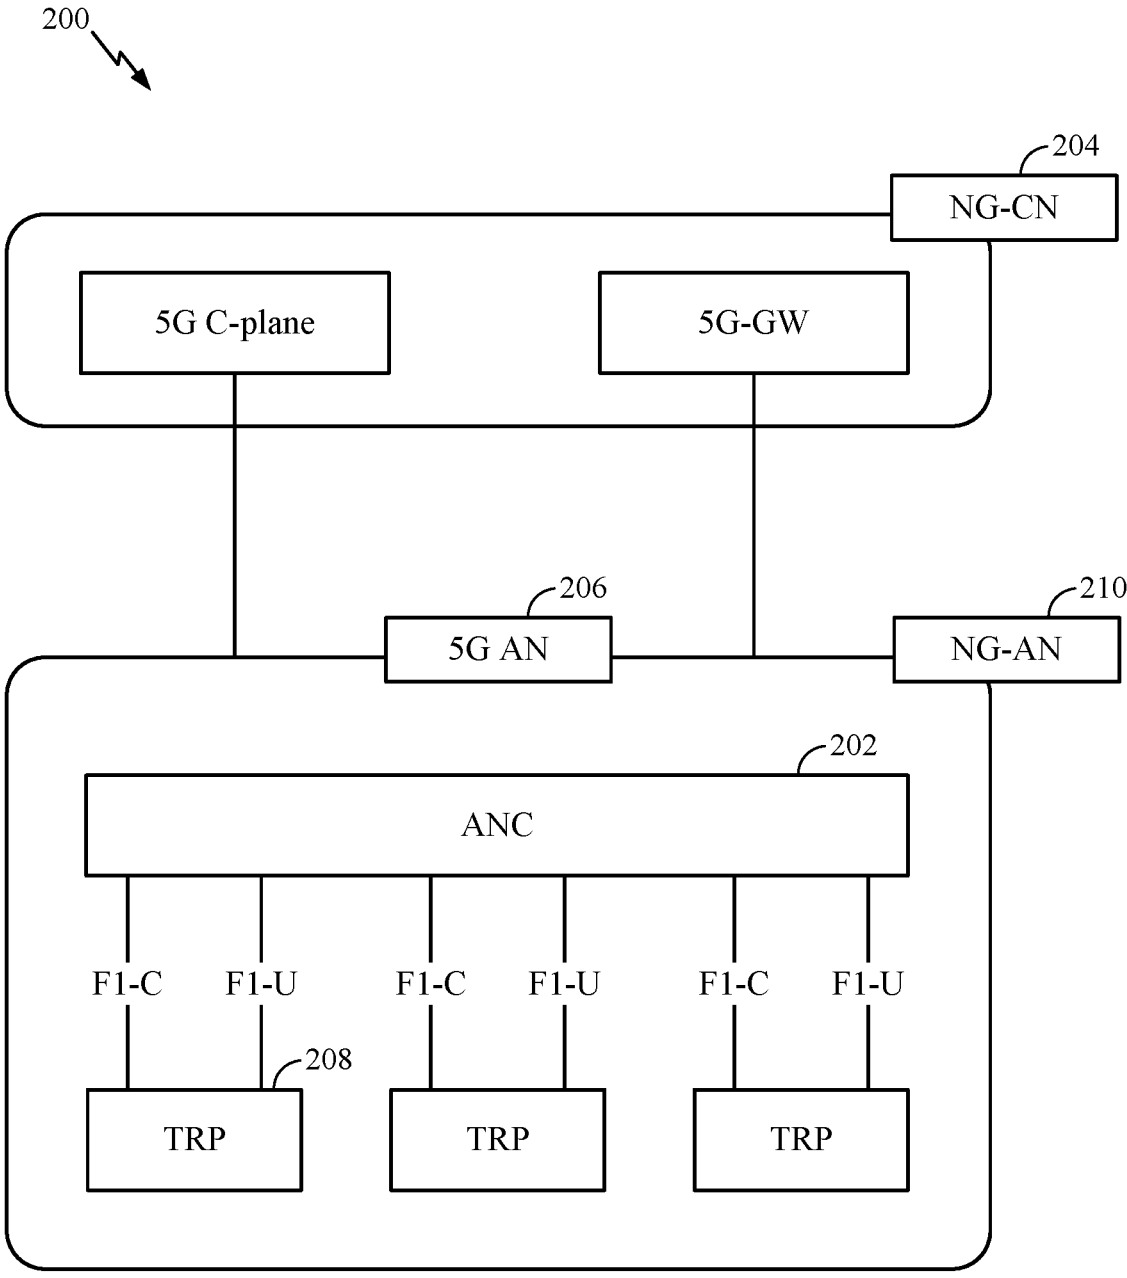 200
204
NG-CN
5G C-plane
5G-GW
206
210
5G AN
NG-AN
202
ANC
F1-C
F1-U
F1-C
F1-U
F1-C
F1-U
208
TRP
TRP
TRP